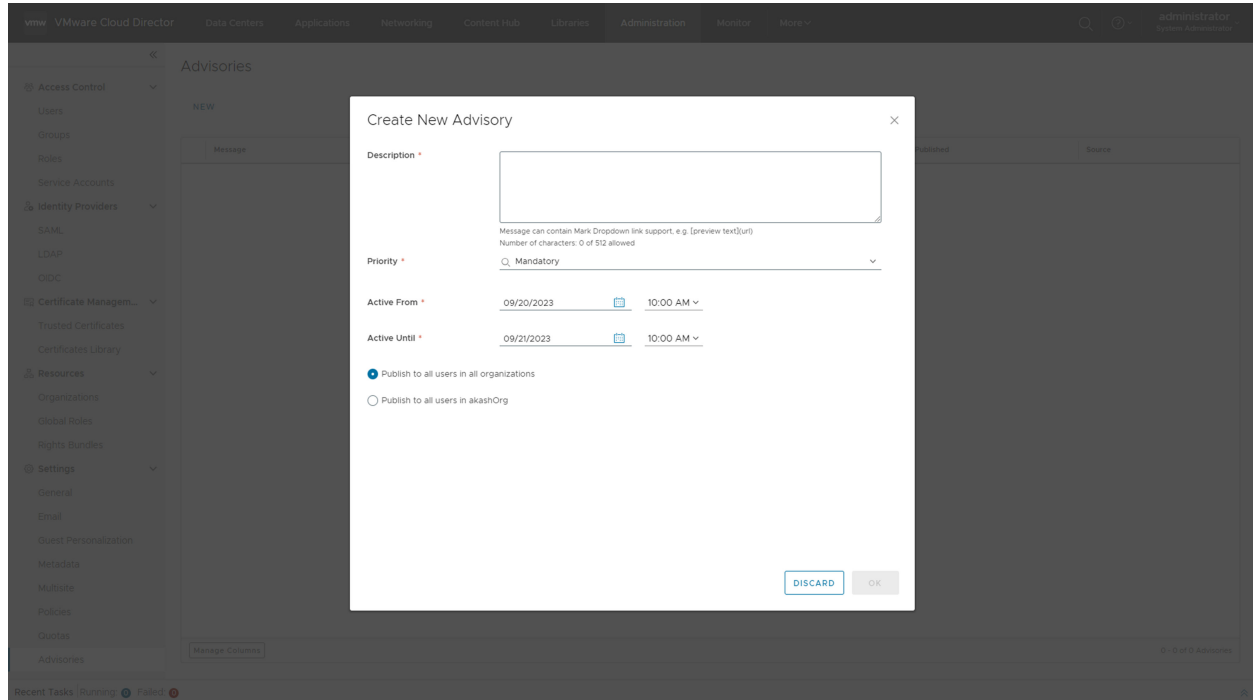 vmw VMware Cloud Director Data Centers Applications Networking Content Hub Libraries Administration Monitor More administrator
System Administrator
Advisories
Access Control
Users
Groups
Roles
Service Accounts
Identity Providers
SAML
LDAP
OIDC
Certificate Managem...
Trusted Certificates
Certificates Library
Resources
Organizations
Global Roles
Rights Bundles
Settings
General
Email
Guest Personalization
Metadata
Multisite
Policies
Quotas
Advisories
NEW
Message Published Source
Create New Advisory
Description *
Message can contain Mark Dropdown link support, e.g. [preview text](url)
Number of characters: 0 of 512 allowed
Priority * Mandatory
Active From * 09/20/2023 10:00 AM
Active Until * 09/21/2023 10:00 AM
Publish to all users in all organizations
Publish to all users in akashOrg
DISCARD OK
Manage Columns 0 - 0 of 0 Advisories
Recent Tasks Running: 0 Failed: 0